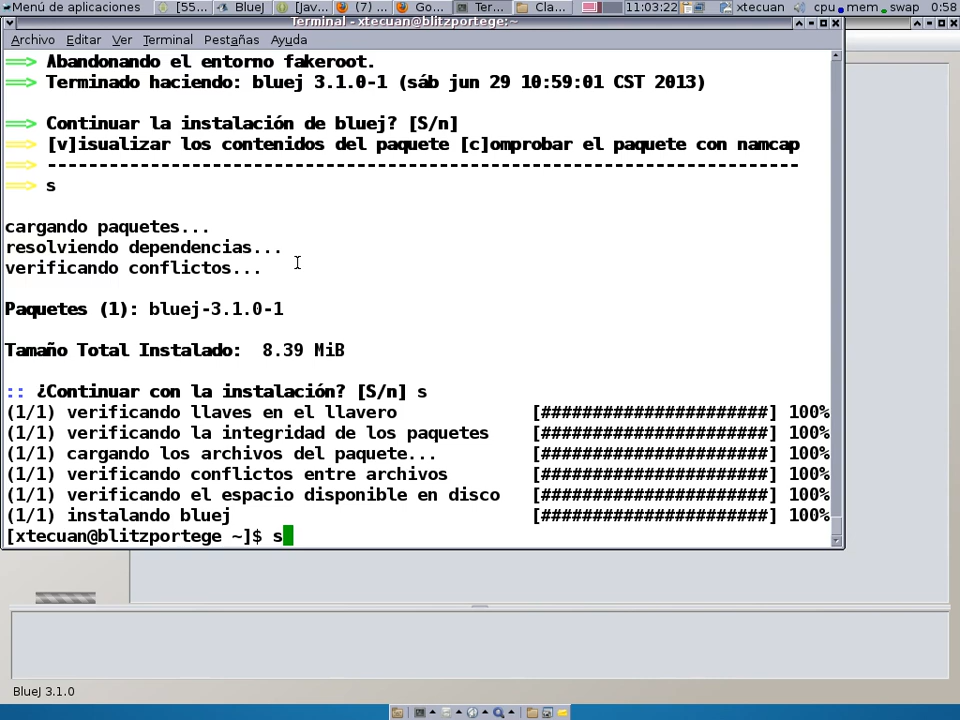 Menú de aplicaciones [55... BlueJ [Jav... (7) -... Go... Ter... Cla... 11:03:22 xtecuan cpu mem swap 0:58
Terminal - xtecuan@blitzportege:~
Archivo Editar Ver Terminal Pestañas Ayuda
==> Abandonando el entorno fakeroot.
==> Terminado haciendo: bluej 3.1.0-1 (sáb jun 29 10:59:01 CST 2013)
==> Continuar la instalación de bluej? [S/n]
==> [v]isualizar los contenidos del paquete [c]omprobar el paquete con namcap
==> -------------------------------------------------------------------------
==> s
cargando paquetes...
resolviendo dependencias...
verificando conflictos...
Paquetes (1): bluej-3.1.0-1
Tamaño Total Instalado:  8.39 MiB
:: ¿Continuar con la instalación? [S/n] s
(1/1) verificando llaves en el llavero [######################] 100%
(1/1) verificando la integridad de los paquetes [######################] 100%
(1/1) cargando los archivos del paquete... [######################] 100%
(1/1) verificando conflictos entre archivos [######################] 100%
(1/1) verificando el espacio disponible en disco [######################] 100%
(1/1) instalando bluej [######################] 100%
[xtecuan@blitzportege ~]$ s
BlueJ 3.1.0